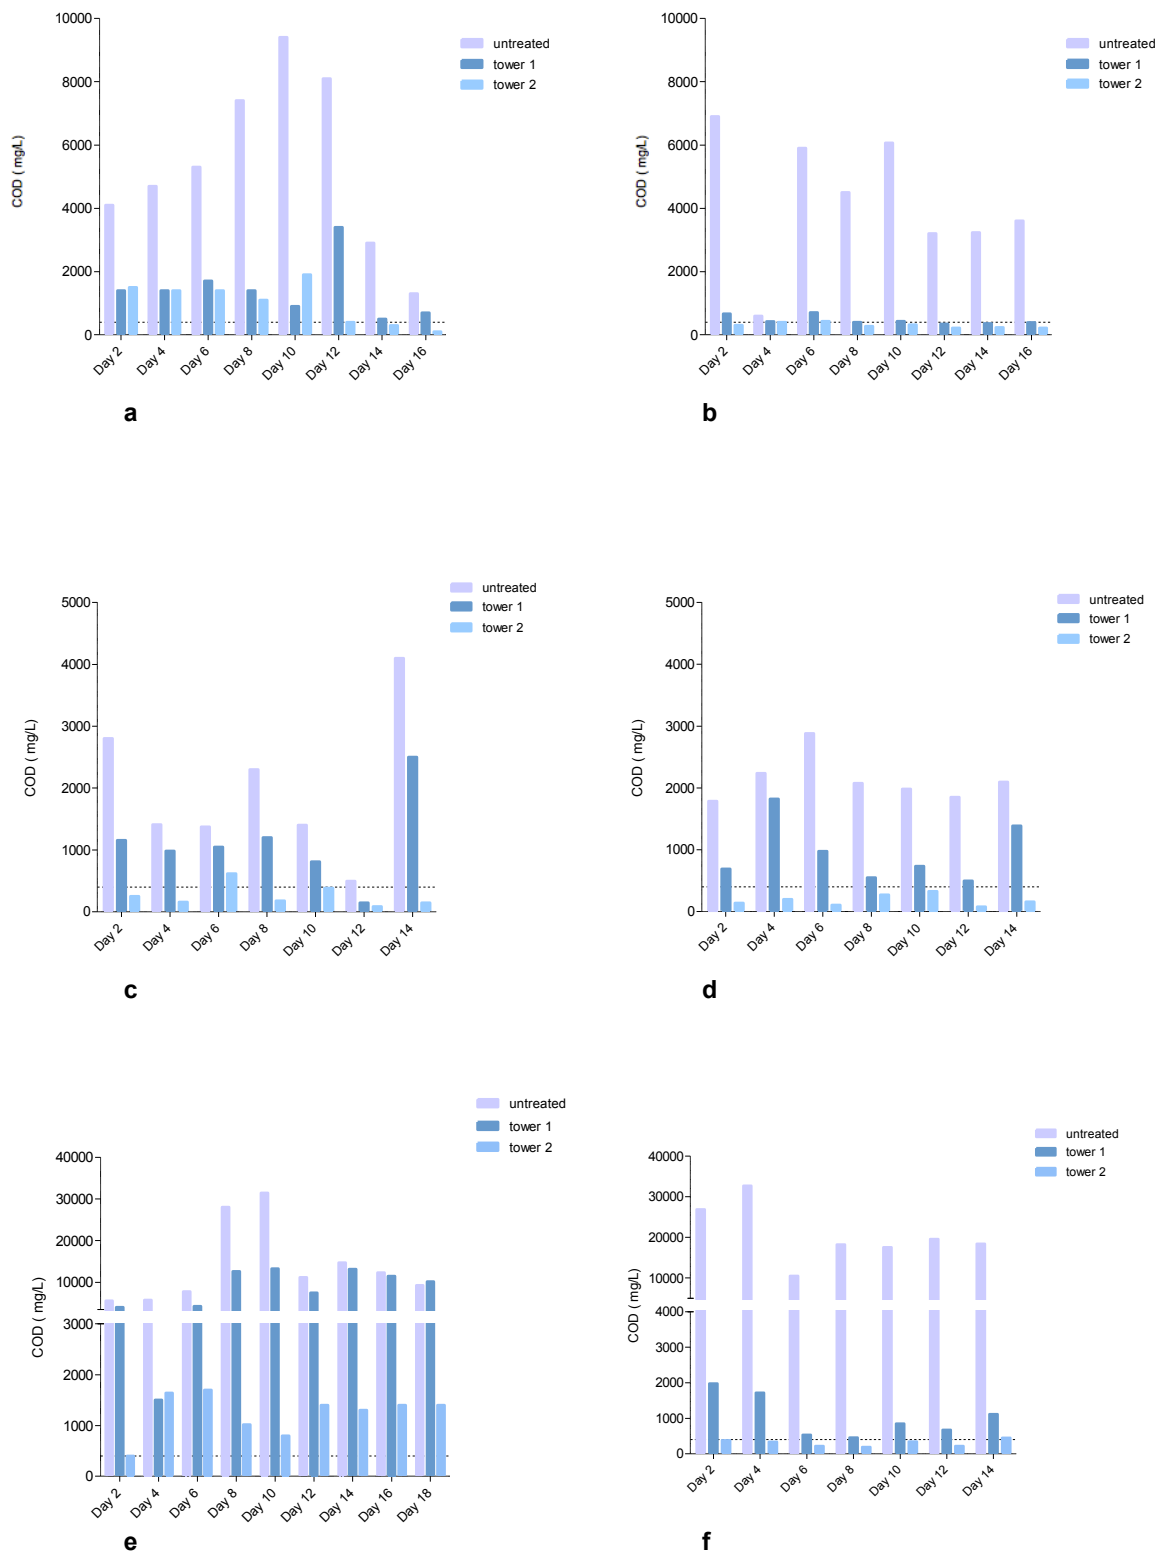 10000
8000
6000
4000
2000
0
COD ( mg/L)
untreated
tower 1
tower 2
Day 2
Day 4
Day 6
Day 8
Day 10
Day 12
Day 14
Day 16
a
10000
8000
6000
4000
2000
0
COD ( mg/L)
untreated
tower 1
tower 2
Day 2
Day 4
Day 6
Day 8
Day 10
Day 12
Day 14
Day 16
b
5000
4000
3000
2000
1000
0
COD ( mg/L)
untreated
tower 1
tower 2
Day 2
Day 4
Day 6
Day 8
Day 10
Day 12
Day 14
c
5000
4000
3000
2000
1000
0
COD ( mg/L)
untreated
tower 1
tower 2
Day 2
Day 4
Day 6
Day 8
Day 10
Day 12
Day 14
d
40000
30000
20000
10000
3000
2000
1000
0
COD ( mg/L)
untreated
tower 1
tower 2
Day 2
Day 4
Day 6
Day 8
Day 10
Day 12
Day 14
Day 16
Day 18
e
40000
30000
20000
10000
4000
3000
2000
1000
0
COD ( mg/L)
untreated
tower 1
tower 2
Day 2
Day 4
Day 6
Day 8
Day 10
Day 12
Day 14
f